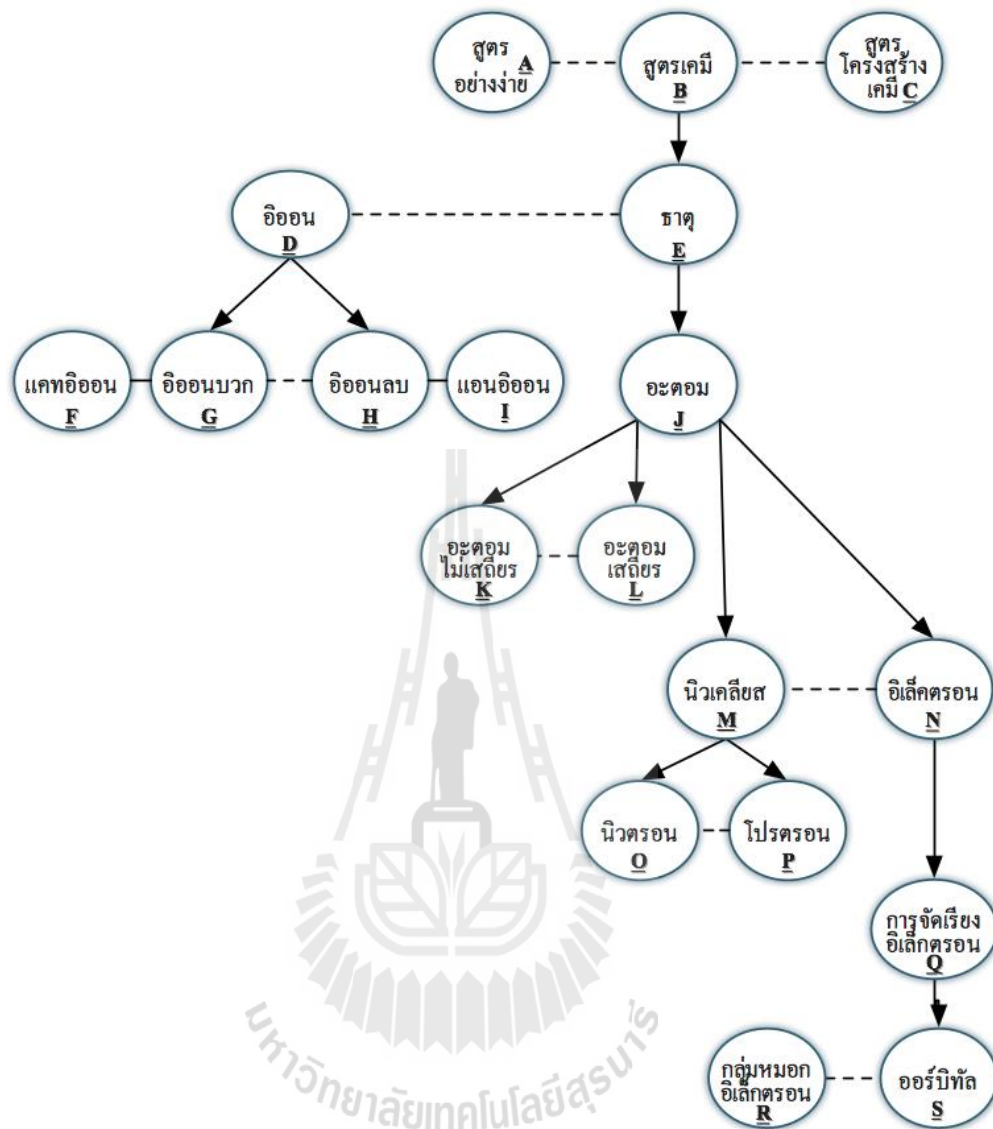 สูตร
อย่างง่าย A
สูตรเคมี
B
สูตร
โครงสร้าง
เคมี C
อิออน
D
ธาตุ
E
แคทอิออน
F
อิออนบวก
G
อิออนลบ
H
แอนอิออน
I
อะตอม
J
อะตอม
ไม่เสถียร
K
อะตอม
เสถียร
L
นิวเคลียส
M
อิเล็คตรอน
N
นิวตรอน
O
โปรตรอน
P
การจัดเรียง
อิเล็กตรอน
Q
กลุ่มหมอก
อิเล็กตรอน
R
ออร์บิทัล
S
มหาวิทยาลัยเทคโนโลยีสุรนารี